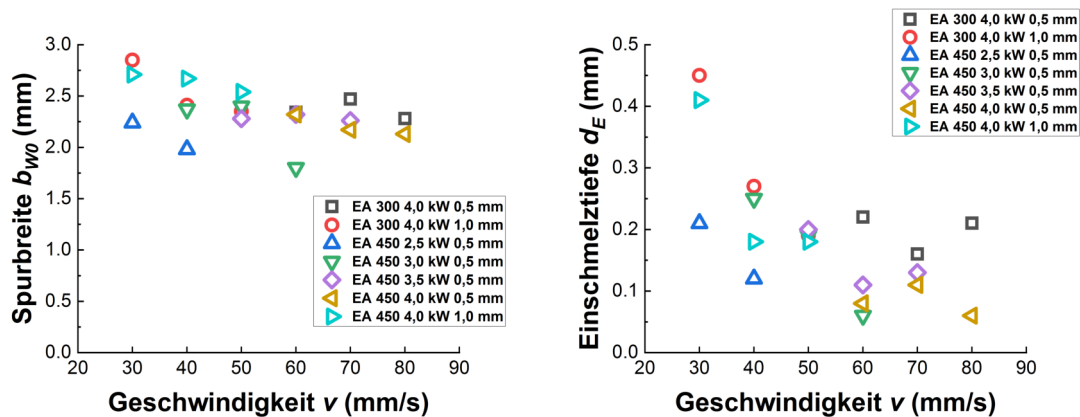 3.0
2.5
2.0
1.5
1.0
0.5
0.0
20
30
40
50
60
70
80
90
Spurbreite b_W0 (mm)
Geschwindigkeit v (mm/s)
EA 300 4,0 kW 0,5 mm
EA 300 4,0 kW 1,0 mm
EA 450 2,5 kW 0,5 mm
EA 450 3,0 kW 0,5 mm
EA 450 3,5 kW 0,5 mm
EA 450 4,0 kW 0,5 mm
EA 450 4,0 kW 1,0 mm
0.5
0.4
0.3
0.2
0.1
0.0
20
30
40
50
60
70
80
90
Einschmelztiefe d_E (mm)
Geschwindigkeit v (mm/s)
EA 300 4,0 kW 0,5 mm
EA 300 4,0 kW 1,0 mm
EA 450 2,5 kW 0,5 mm
EA 450 3,0 kW 0,5 mm
EA 450 3,5 kW 0,5 mm
EA 450 4,0 kW 0,5 mm
EA 450 4,0 kW 1,0 mm